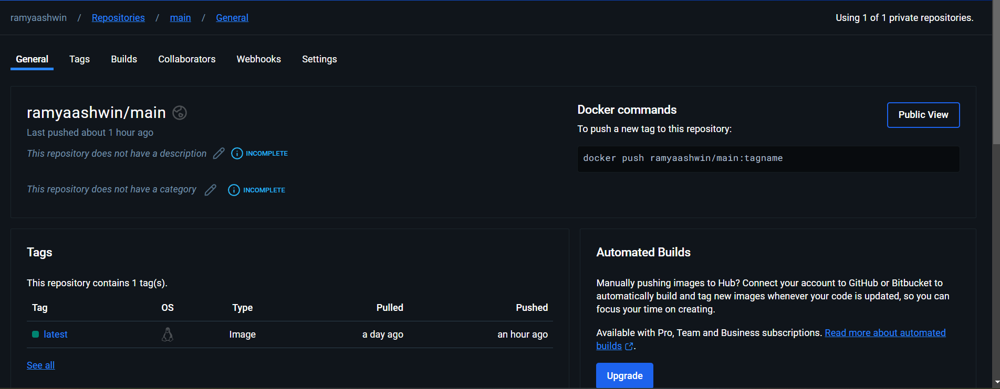 ramyaashwin / Repositories / main / General
Using 1 of 1 private repositories.
General Tags Builds Collaborators Webhooks Settings
ramyaashwin/main
Last pushed about 1 hour ago
This repository does not have a description INCOMPLETE
This repository does not have a category INCOMPLETE
Docker commands
To push a new tag to this repository:
Public View
docker push ramyaashwin/main:tagname
Tags
This repository contains 1 tag(s).
Tag OS Type Pulled Pushed
latest Image a day ago an hour ago
See all
Automated Builds
Manually pushing images to Hub? Connect your account to GitHub or Bitbucket to
automatically build and tag new images whenever your code is updated, so you can
focus your time on creating.
Available with Pro, Team and Business subscriptions. Read more about automated
builds.
Upgrade